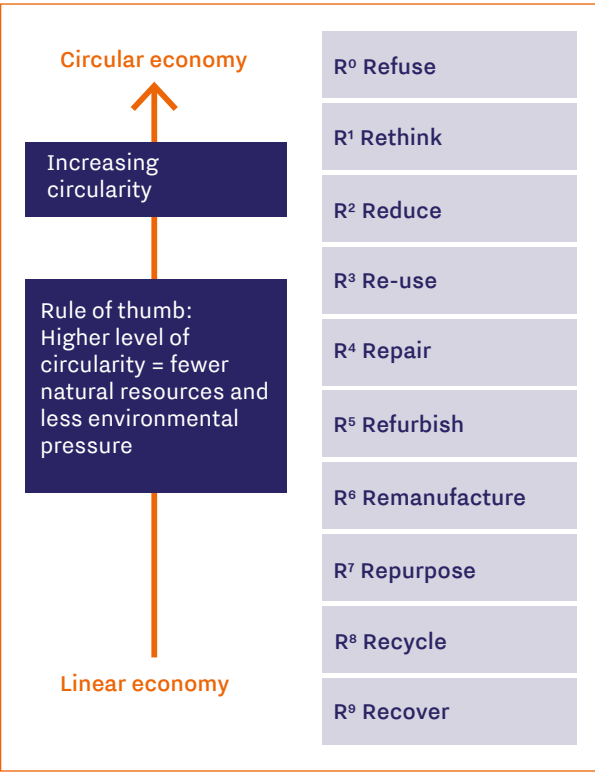 Circular economy
Increasing
circularity
Rule of thumb:
Higher level of
circularity = fewer
natural resources and
less environmental
pressure
Linear economy
R⁰ Refuse
R¹ Rethink
R² Reduce
R³ Re-use
R⁴ Repair
R⁵ Refurbish
R⁶ Remanufacture
R⁷ Repurpose
R⁸ Recycle
R⁹ Recover